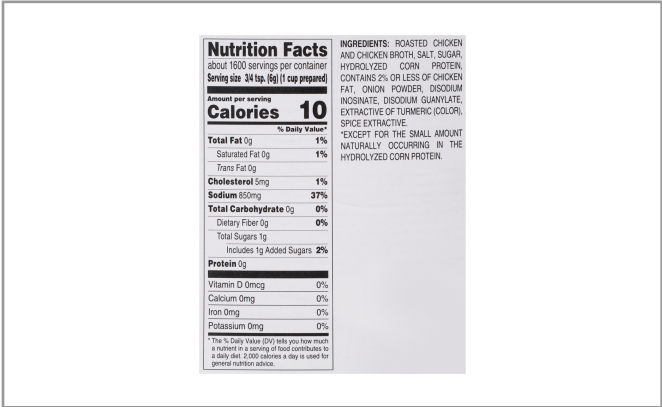 Nutrition Facts
about 1600 servings per container
Serving size 3/4 tsp. (6g) (1 cup prepared)
Amount per serving
Calories 10
% Daily Value*
Total Fat 0g 1%
Saturated Fat 0g 1%
Trans Fat 0g
Cholesterol 5mg 1%
Sodium 850mg 37%
Total Carbohydrate 0g 0%
Dietary Fiber 0g 0%
Total Sugars 1g
Includes 1g Added Sugars 2%
Protein 0g
Vitamin D 0mcg 0%
Calcium 0mg 0%
Iron 0mg 0%
Potassium 0mg 0%
* The % Daily Value (DV) tells you how much
a nutrient in a serving of food contributes to
a daily diet. 2,000 calories a day is used for
general nutrition advice.
INGREDIENTS: ROASTED CHICKEN
AND CHICKEN BROTH, SALT, SUGAR,
HYDROLYZED CORN PROTEIN,
CONTAINS 2% OR LESS OF CHICKEN
FAT, ONION POWDER, DISODIUM
INOSINATE, DISODIUM GUANYLATE,
EXTRACTIVE OF TURMERIC (COLOR),
SPICE EXTRACTIVE.
*EXCEPT FOR THE SMALL AMOUNT
NATURALLY OCCURRING IN THE
HYDROLYZED CORN PROTEIN.